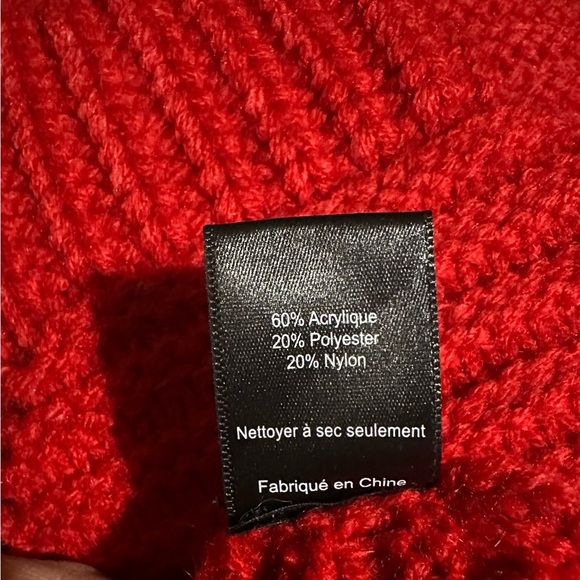 60% Acrylique
20% Polyester
20% Nylon
Nettoyer à sec seulement
Fabriqué en Chine